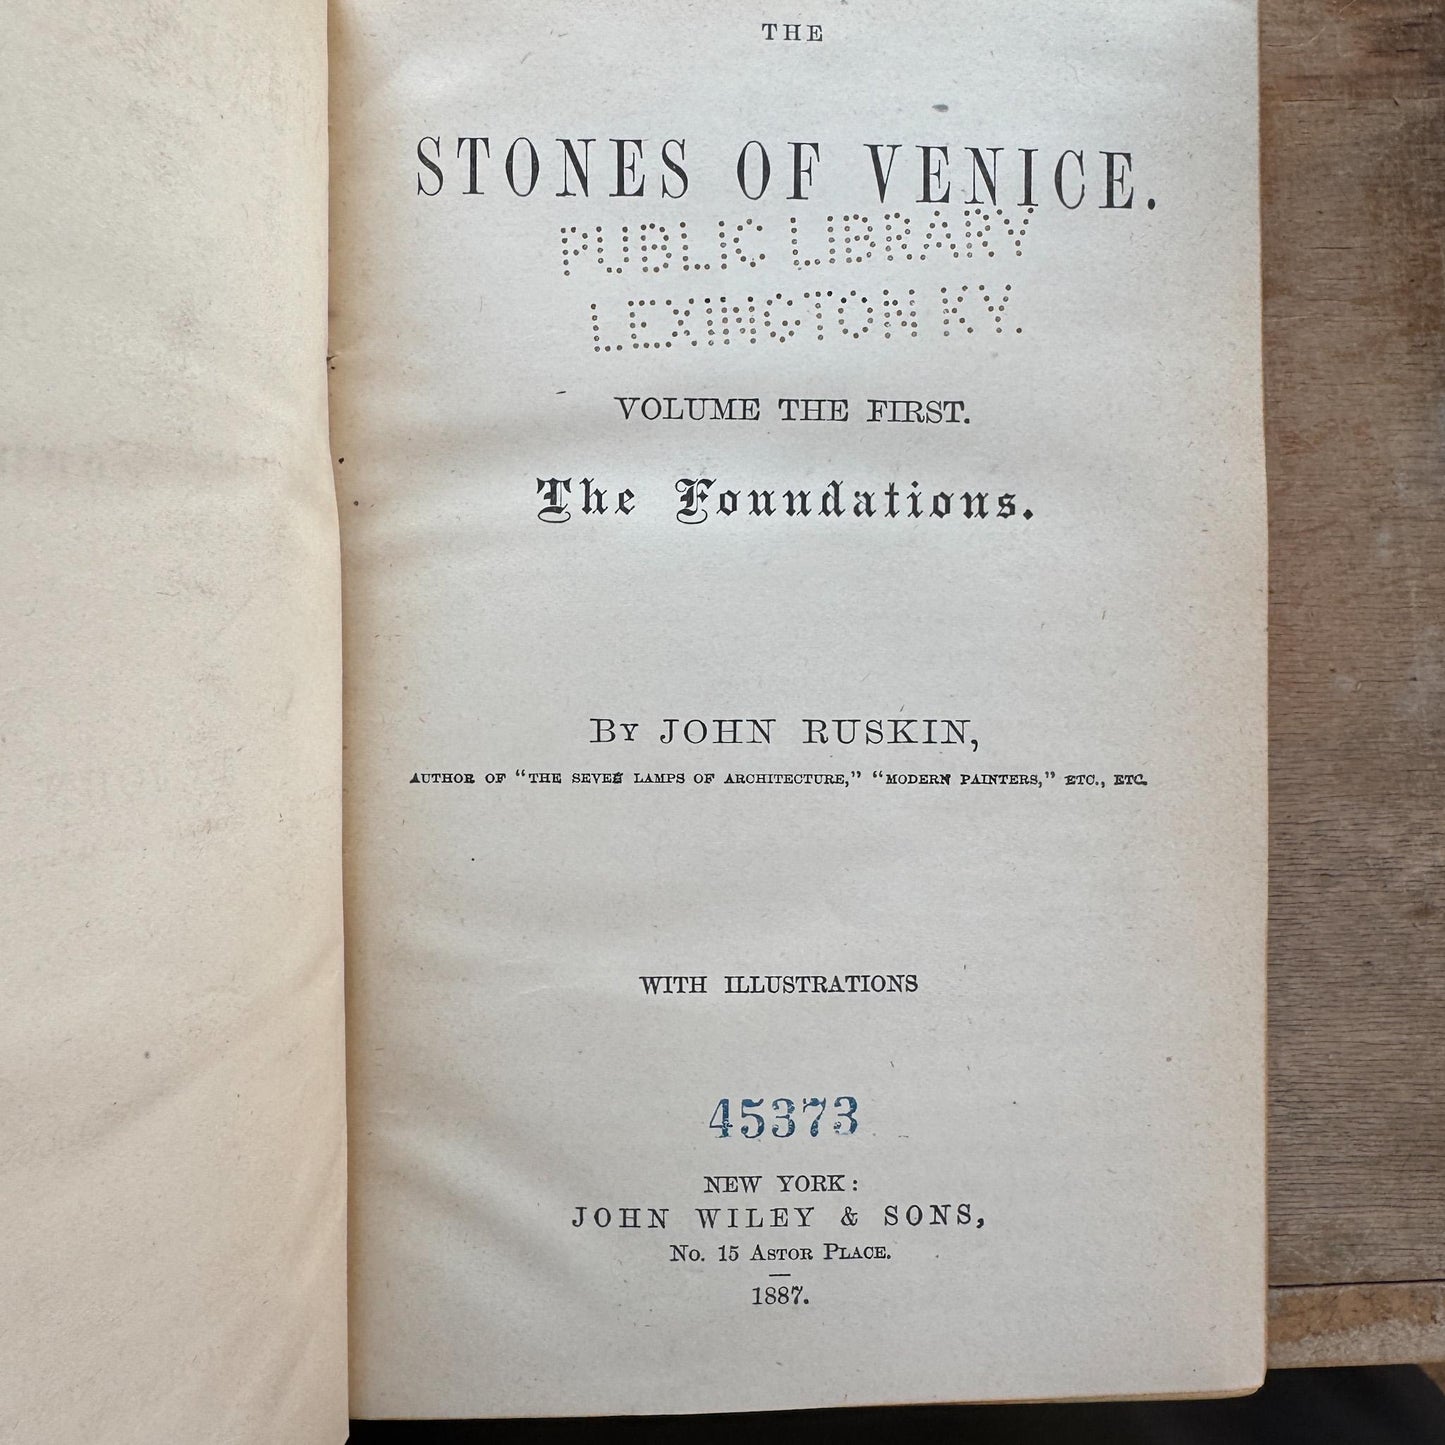 THE
STONES OF VENICE.
PUBLIC LIBRARY
LEXINGTON KY.
VOLUME THE FIRST.
The Foundations.
BY JOHN RUSKIN,
AUTHOR OF “THE SEVEN LAMPS OF ARCHITECTURE,” “MODERN PAINTERS,” ETC., ETC.
WITH ILLUSTRATIONS
45373
NEW YORK:
JOHN WILEY & SONS,
No. 15 ASTOR PLACE.
1887.